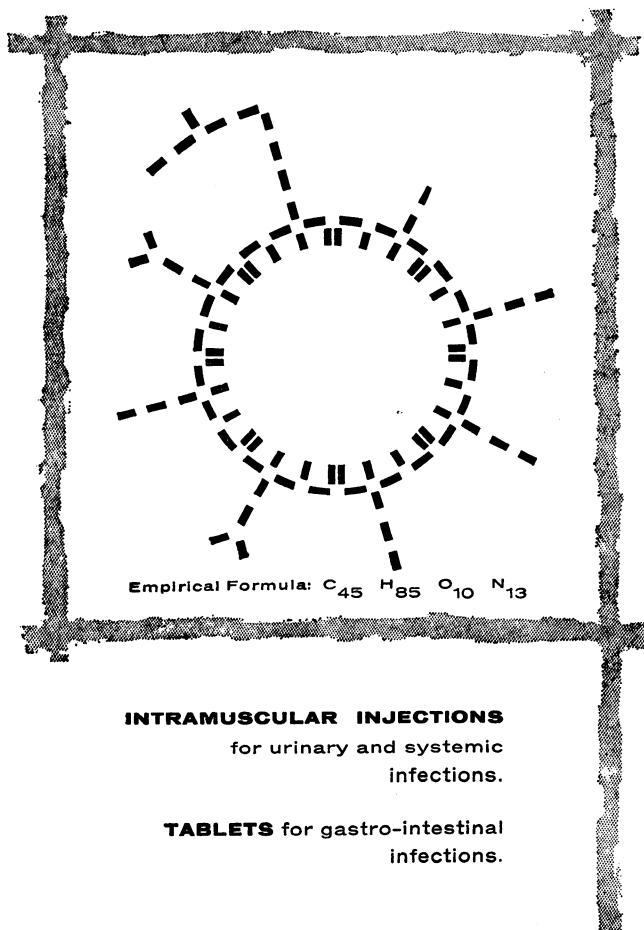 Empirical Formula: C45 H85 O10 N13
INTRAMUSCULAR INJECTIONS
for urinary and systemic
infections.
TABLETS for gastro-intestinal
infections.